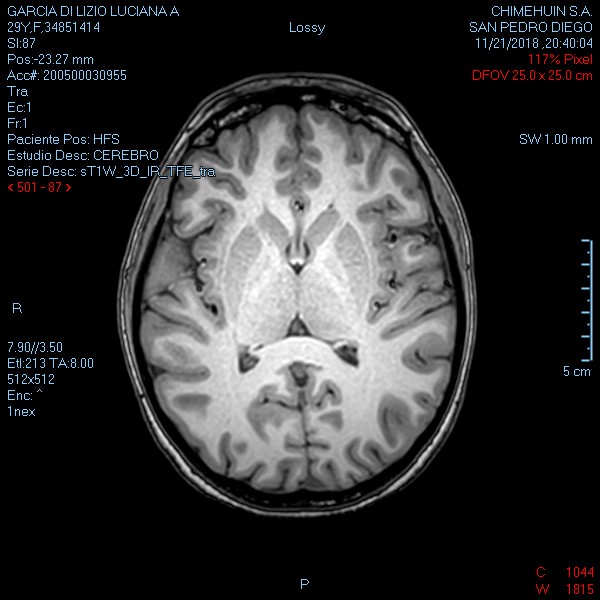 GARCIA DI LIZIO LUCIANA A
29Y,F,34851414
Sl:87
Pos:-23.27 mm
Acc#: 200500030955
Tra
Ec:1
Fr:1
Paciente Pos: HFS
Estudio Desc: CEREBRO
Serie Desc: sT1W_3D_IR_TFE_tra
< 501 - 87 >
Lossy
CHIMEHUIN S.A.
SAN PEDRO DIEGO
11/21/2018 ,20:40:04
117% Pixel
DFOV 25.0 x 25.0 cm
SW 1.00 mm
R
5 cm
7.90//3.50
Etl:213 TA:8.00
512x512
Enc: ^
1nex
P
C 1044
W 1815